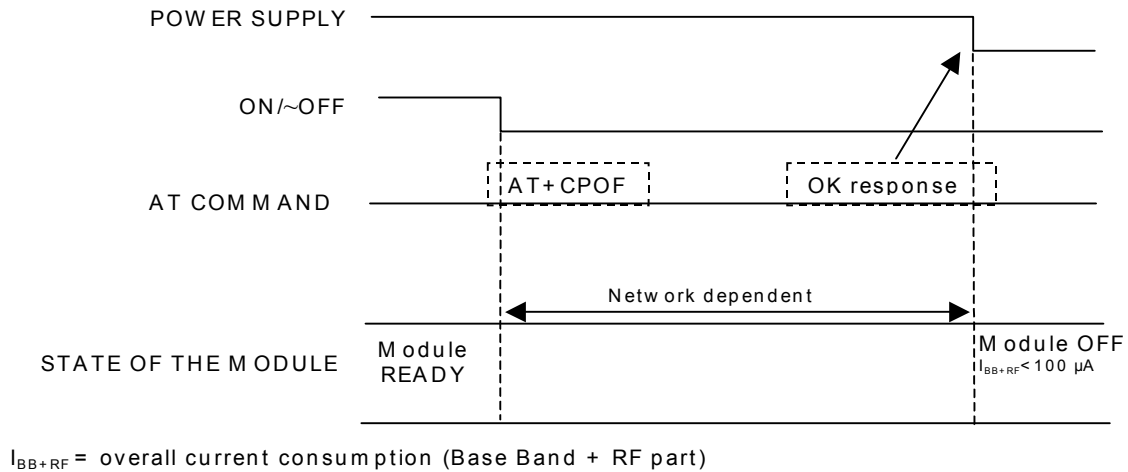 POWER SUPPLY
ON/~OFF
AT+CPOF
OK response
AT COMMAND
Network dependent
STATE OF THE MODULE
Module
READY
Module OFF
IBB+RF<100 µA
IBB+RF = overall current consumption (Base Band + RF part)